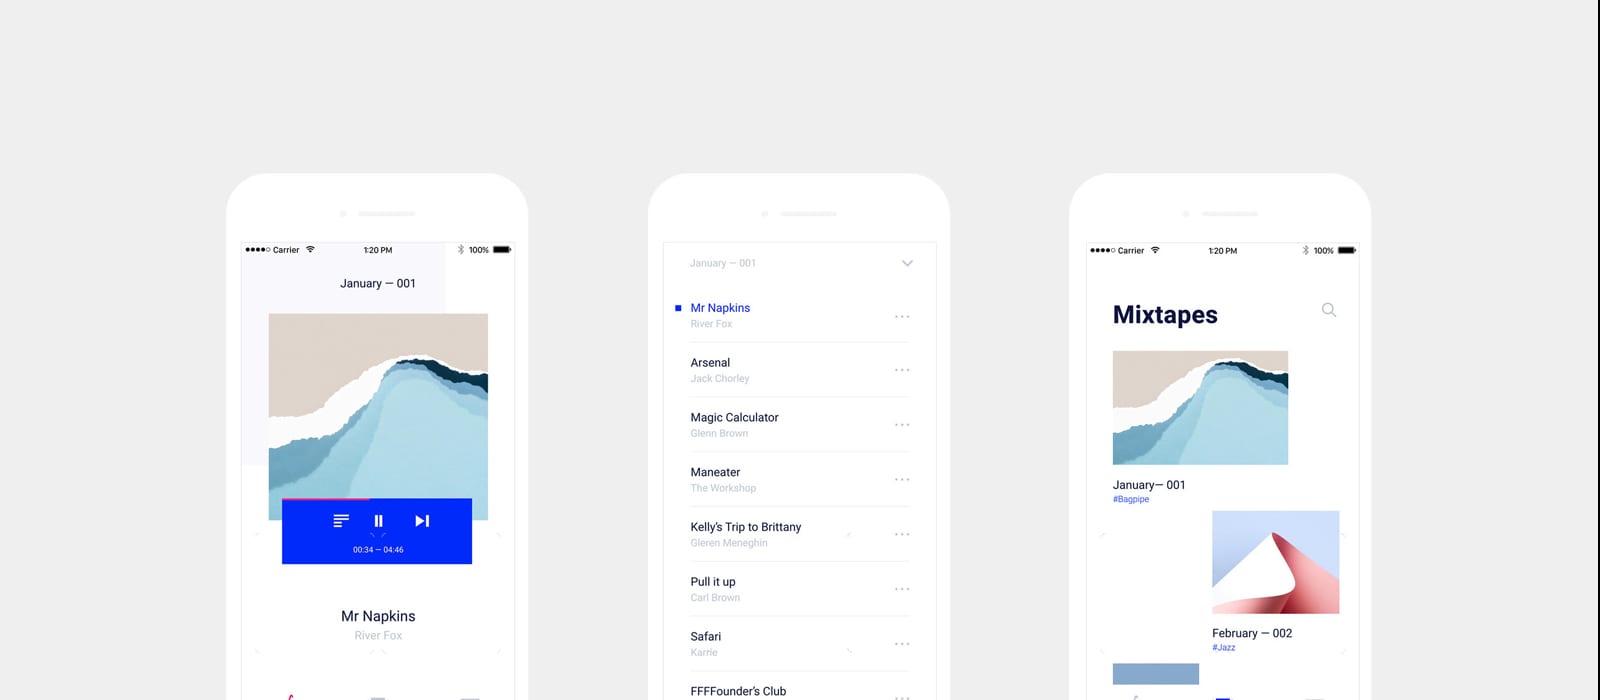 Carrier 1:20 PM 100%
January — 001
00:34 — 04:46
Mr Napkins
River Fox
January — 001
Mr Napkins
River Fox
Arsenal
Jack Chorley
Magic Calculator
Glenn Brown
Maneater
The Workshop
Kelly's Trip to Brittany
Gleren Meneghin
Pull it up
Carl Brown
Safari
Karrie
FFFFounder's Club
Carrier 1:20 PM 100%
Mixtapes
January— 001
#Bagpipe
February — 002
#Jazz